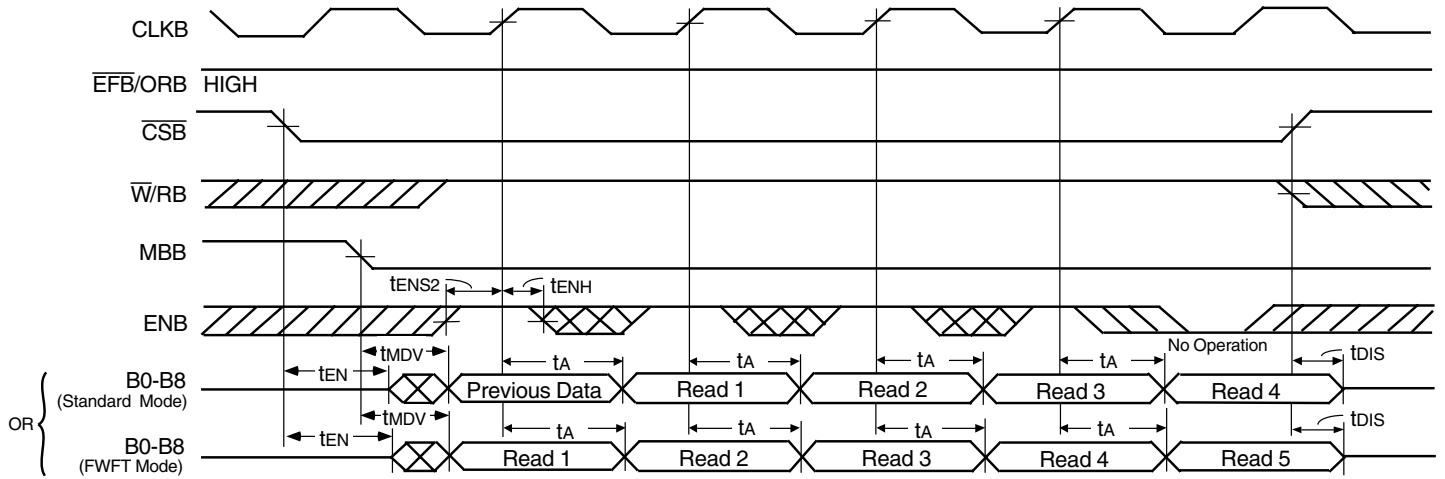 CLKB
EFB/ORB HIGH
CSB
W/RB
MBB
tENS2 tENH
ENB
No Operation
tMDV tA tA tA tA tDIS
tEN
B0-B8 Previous Data Read 1 Read 2 Read 3 Read 4
(Standard Mode)
OR
tMDV tA tA tA tA tDIS
tEN
B0-B8 Read 1 Read 2 Read 3 Read 4 Read 5
(FWFT Mode)